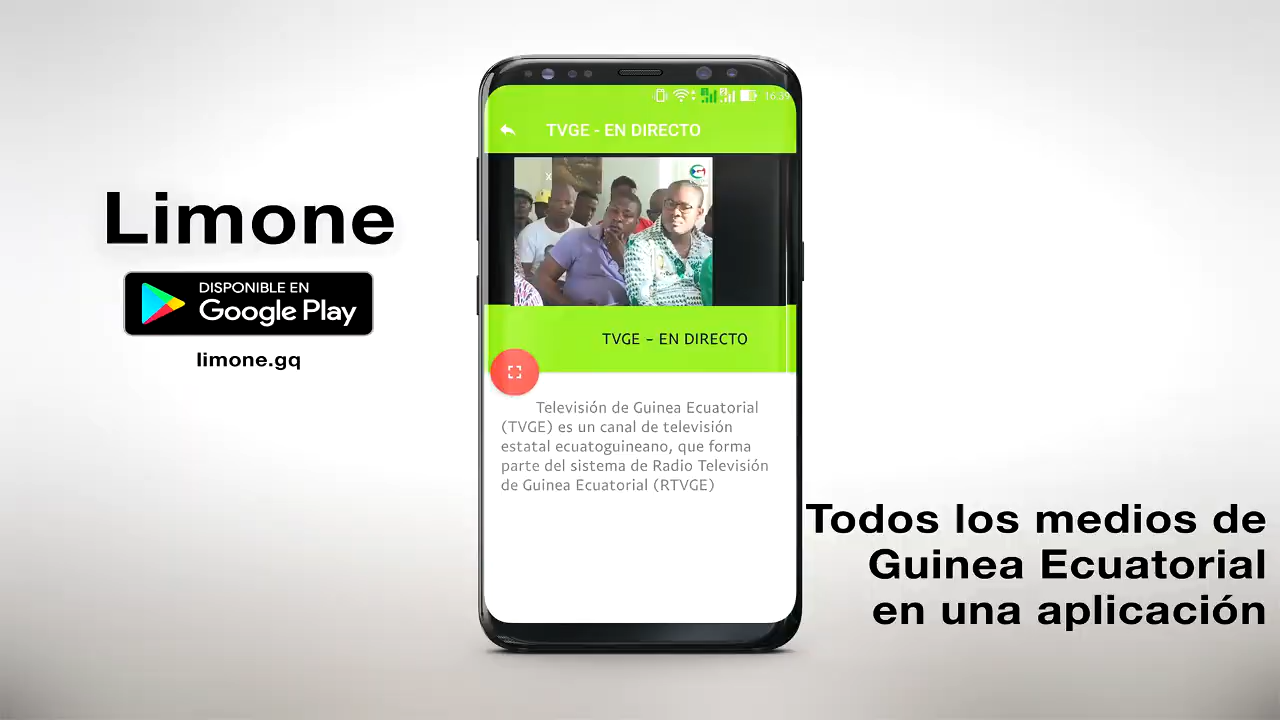 Limone
DISPONIBLE EN
Google Play
limone.gq
16:39
TVGE - EN DIRECTO
x
TVGE – EN DIRECTO
Televisión de Guinea Ecuatorial
(TVGE) es un canal de televisión
estatal ecuatoguineano, que forma
parte del sistema de Radio Televisión
de Guinea Ecuatorial (RTVGE)
Todos los medios de
Guinea Ecuatorial
en una aplicación